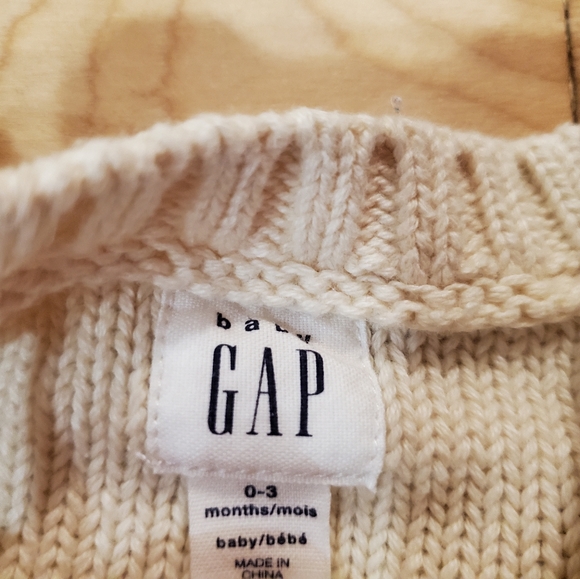 baby
GAP
0-3
months/mois
baby/bébé
MADE IN
CHINA